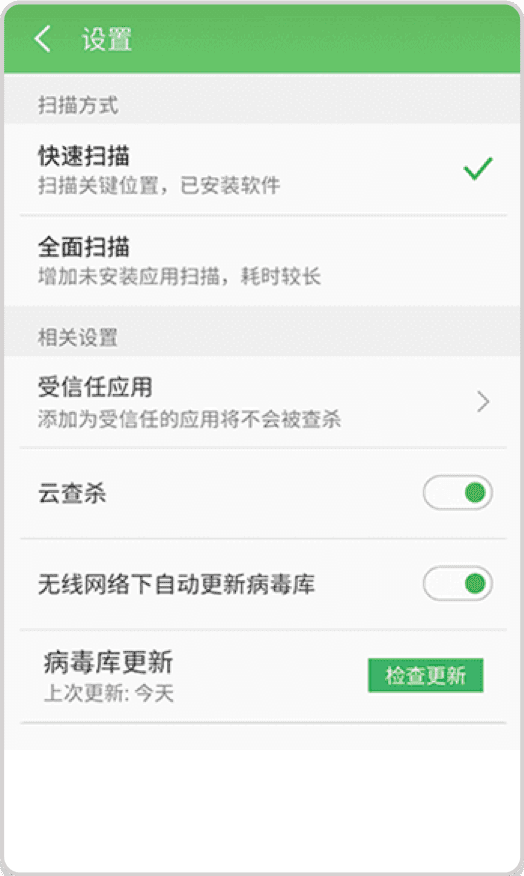 设置
扫描方式
快速扫描
扫描关键位置，已安装软件
全面扫描
增加未安装应用扫描，耗时较长
相关设置
受信任应用
添加为受信任的应用将不会被查杀
云查杀
无线网络下自动更新病毒库
病毒库更新
上次更新: 今天
检查更新